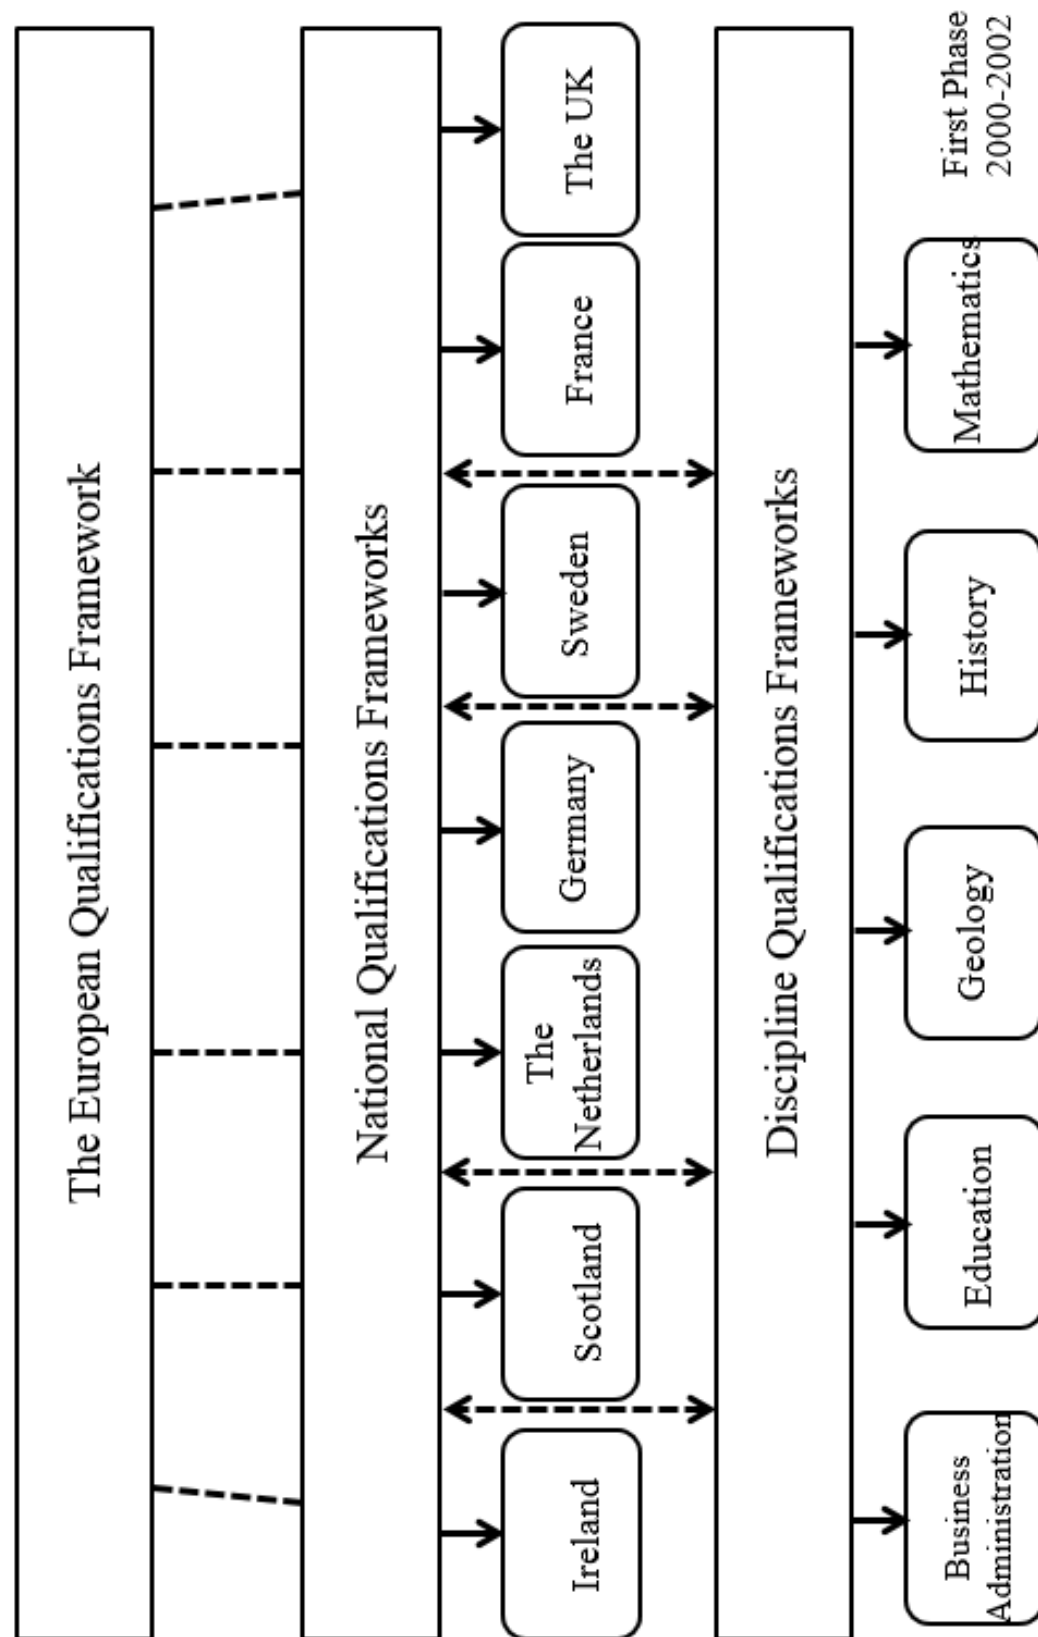 The European Qualifications Framework
National Qualifications Frameworks
Ireland
Scotland
The
Netherlands
Germany
Sweden
France
The UK
Discipline Qualifications Frameworks
Business
Administration
Education
Geology
History
Mathematics
First Phase
2000-2002